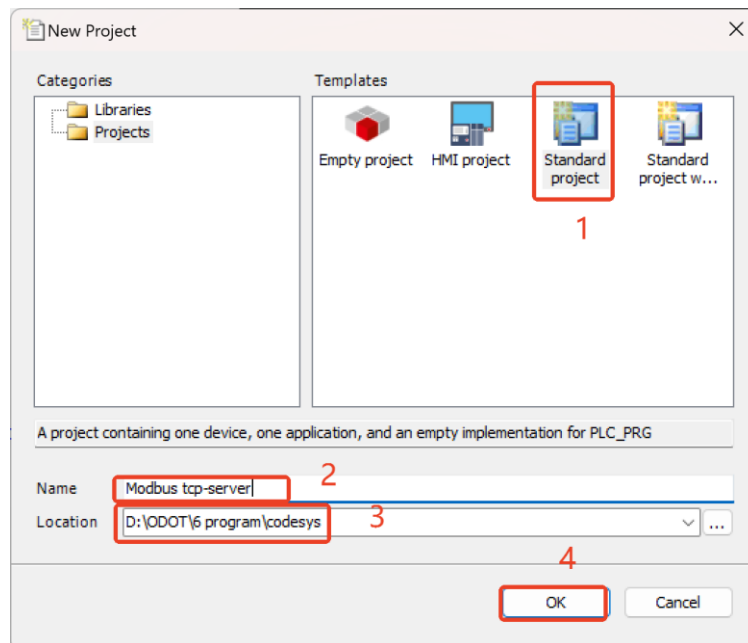 New Project
Categories
Templates
Libraries
Projects
Empty project
HMI project
Standard
project
Standard
project w...
1
A project containing one device, one application, and an empty implementation for PLC_PRG
2
Name
Modbus tcp-server
Location
D:\ODOT\6 program\codesys
...
3
4
OK
Cancel